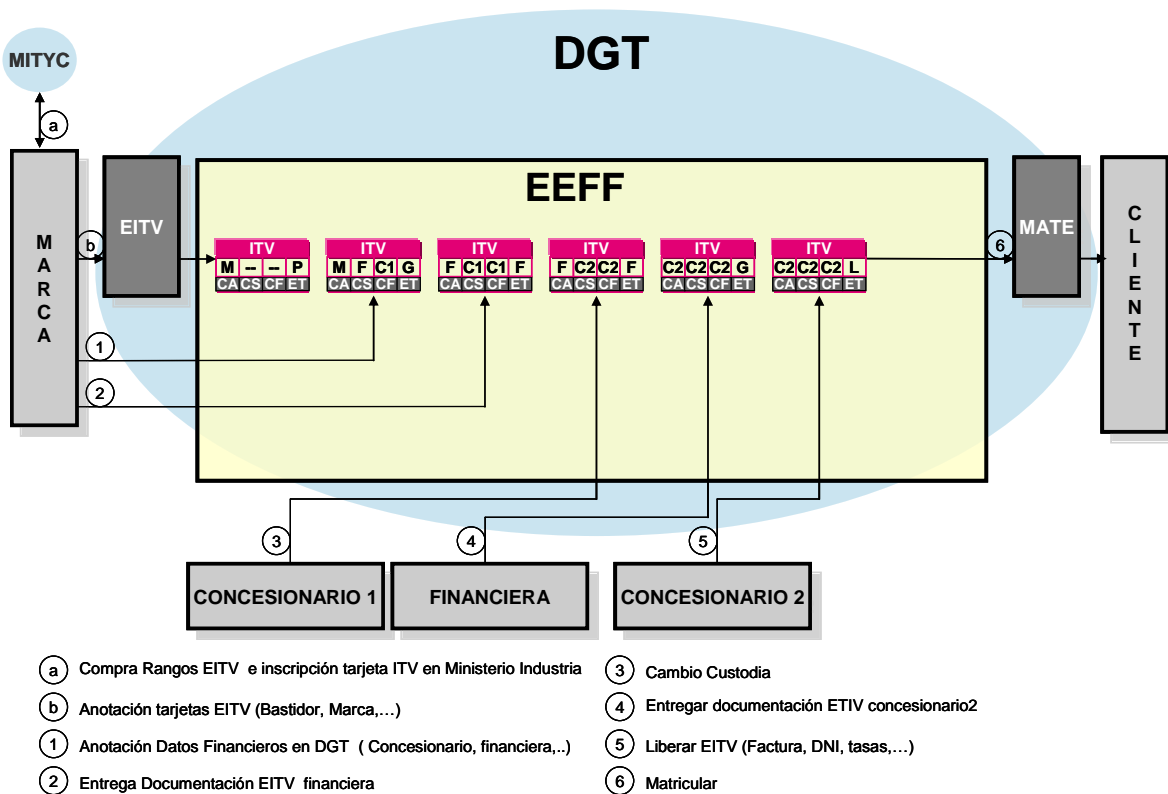 DGT
MITYC
a
MARCA
b
EITV
EEFF
ITV
M -- -- P
CA CS CF ET
ITV
M F C1 G
CA CS CF ET
ITV
F C1 C1 F
CA CS CF ET
ITV
F C2 C2 F
CA CS CF ET
ITV
C2 C2 C2 G
CA CS CF ET
ITV
C2 C2 C2 L
CA CS CF ET
6
MATE
CLIENTE
1
2
3
4
5
CONCESIONARIO 1
FINANCIERA
CONCESIONARIO 2
a Compra Rangos EITV e inscripción tarjeta ITV en Ministerio Industria
b Anotación tarjetas EITV (Bastidor, Marca,…)
1 Anotación Datos Financieros en DGT ( Concesionario, financiera,..)
2 Entrega Documentación EITV financiera
3 Cambio Custodia
4 Entregar documentación ETIV concesionario2
5 Liberar EITV (Factura, DNI, tasas,…)
6 Matricular